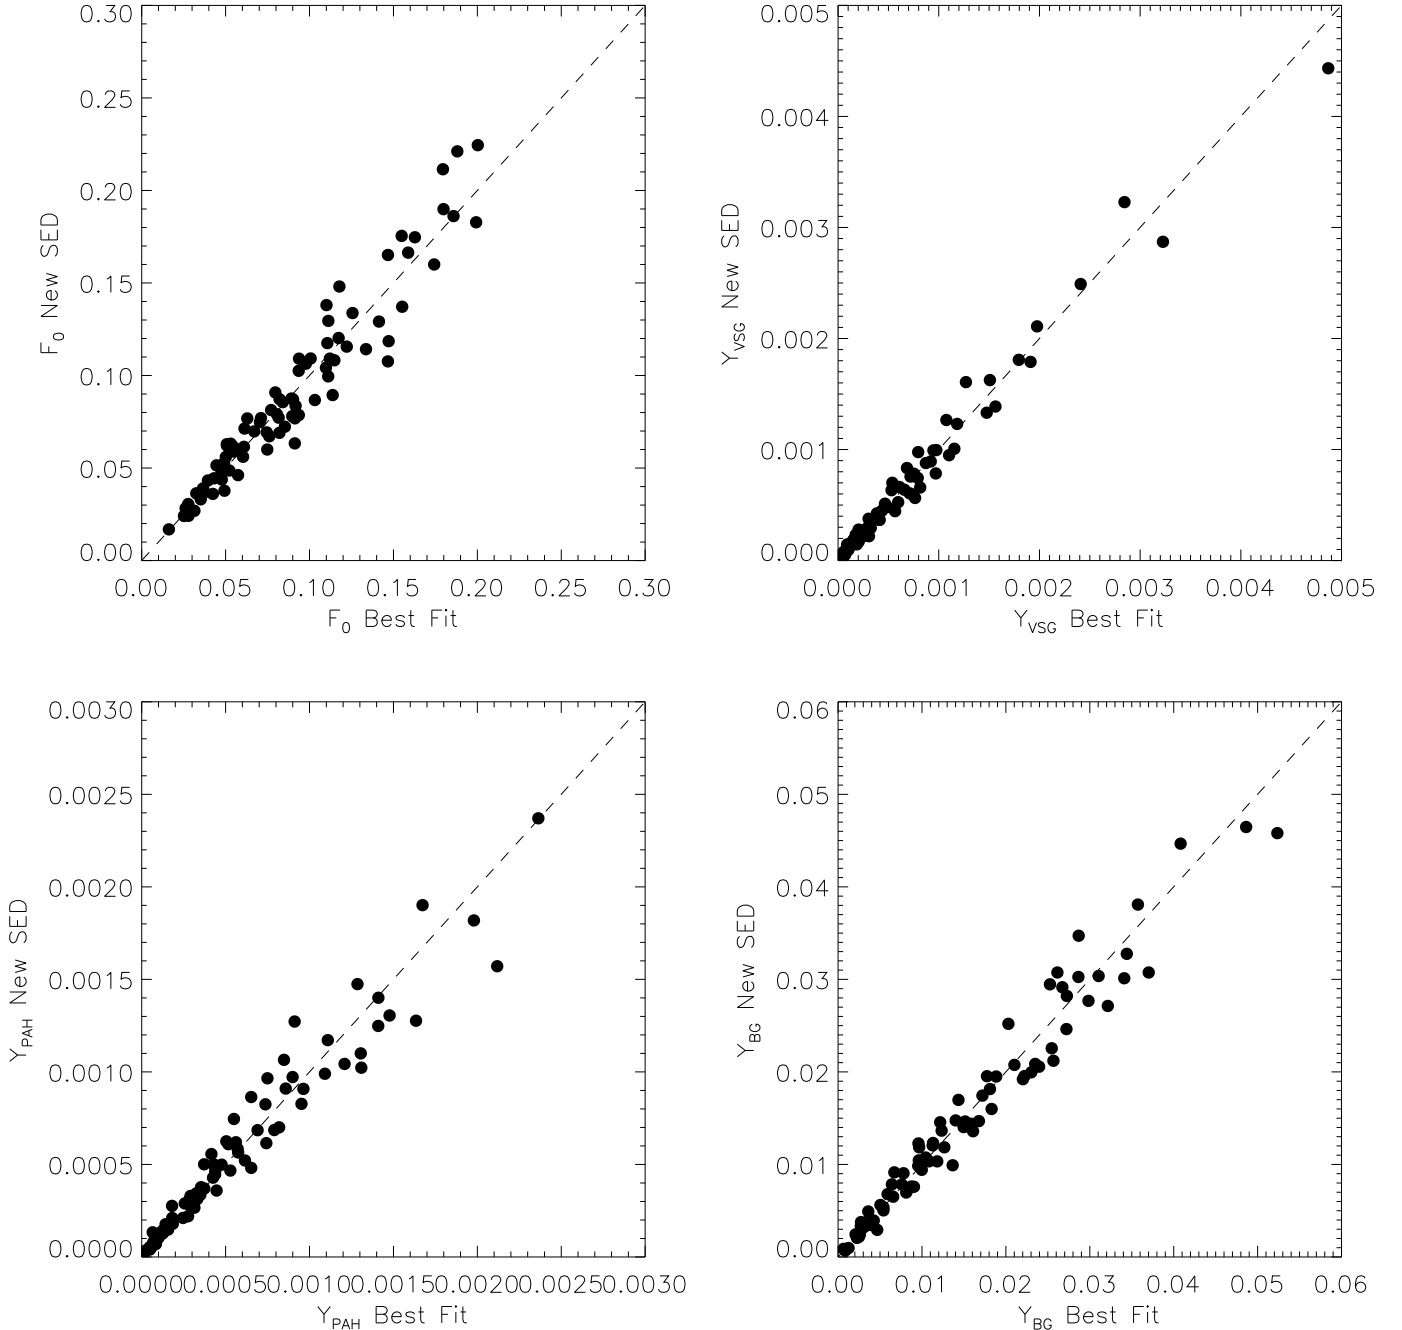 0.30
0.25
0.20
0.15
0.10
0.05
0.00
F0 New SED
0.00 0.05 0.10 0.15 0.20 0.25 0.30
F0 Best Fit
0.005
0.004
0.003
0.002
0.001
0.000
YVSG New SED
0.000 0.001 0.002 0.003 0.004 0.005
YVSG Best Fit
0.0030
0.0025
0.0020
0.0015
0.0010
0.0005
0.0000
YPAH New SED
0.00000.00050.00100.00150.00200.00250.0030
YPAH Best Fit
0.06
0.05
0.04
0.03
0.02
0.01
0.00
YBG New SED
0.00 0.01 0.02 0.03 0.04 0.05 0.06
YBG Best Fit